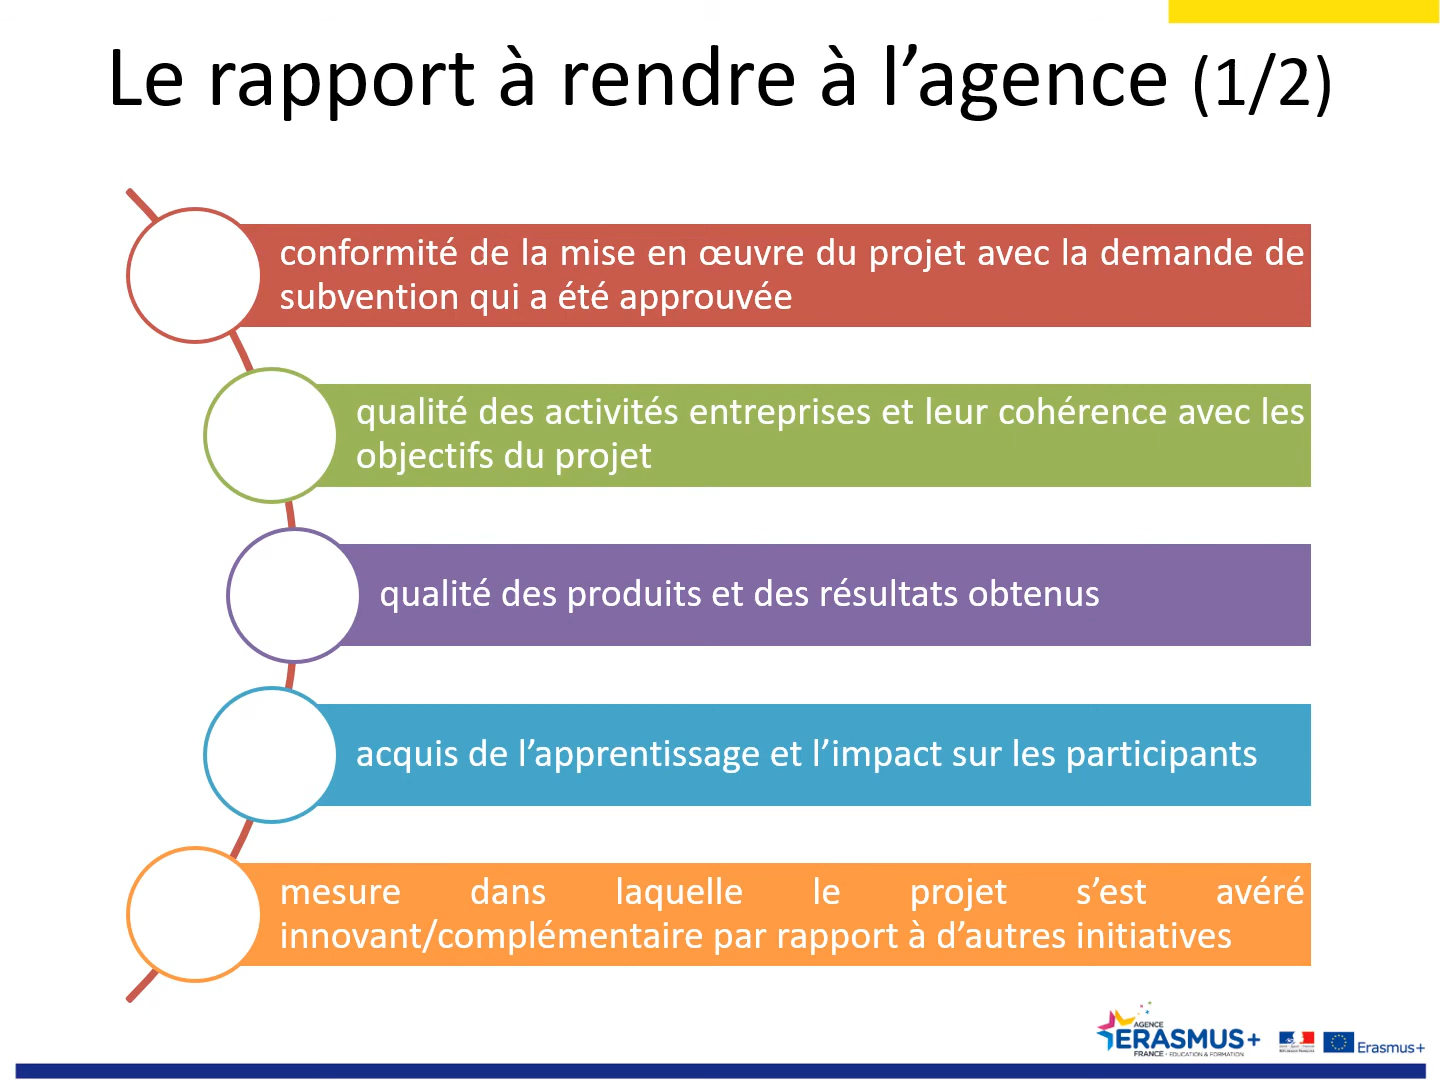 Le rapport à rendre à l’agence (1/2)
conformité de la mise en œuvre du projet avec la demande de
subvention qui a été approuvée
qualité des activités entreprises et leur cohérence avec les
objectifs du projet
qualité des produits et des résultats obtenus
acquis de l’apprentissage et l’impact sur les participants
mesure dans laquelle le projet s’est avéré
innovant/complémentaire par rapport à d’autres initiatives
AGENCE
ERASMUS+
FRANCE • EDUCATION & FORMATION
Erasmus+